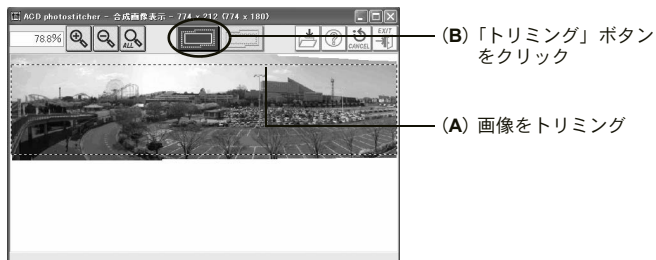 ACD photostitcher - 合成画像表示 - 774 x 212 (774 x 180)
78.8%
ALL
CANCEL
EXIT
(B)「トリミング」ボタン
をクリック
(A) 画像をトリミング